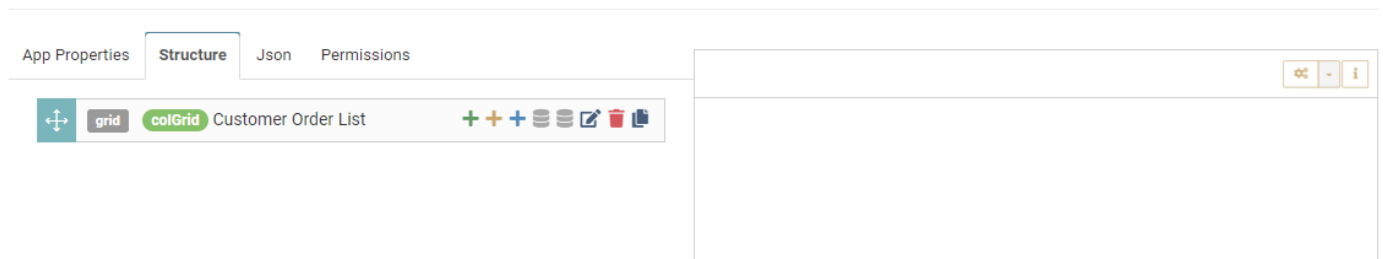 App Properties Structure Json Permissions
grid colGrid Customer Order List
i